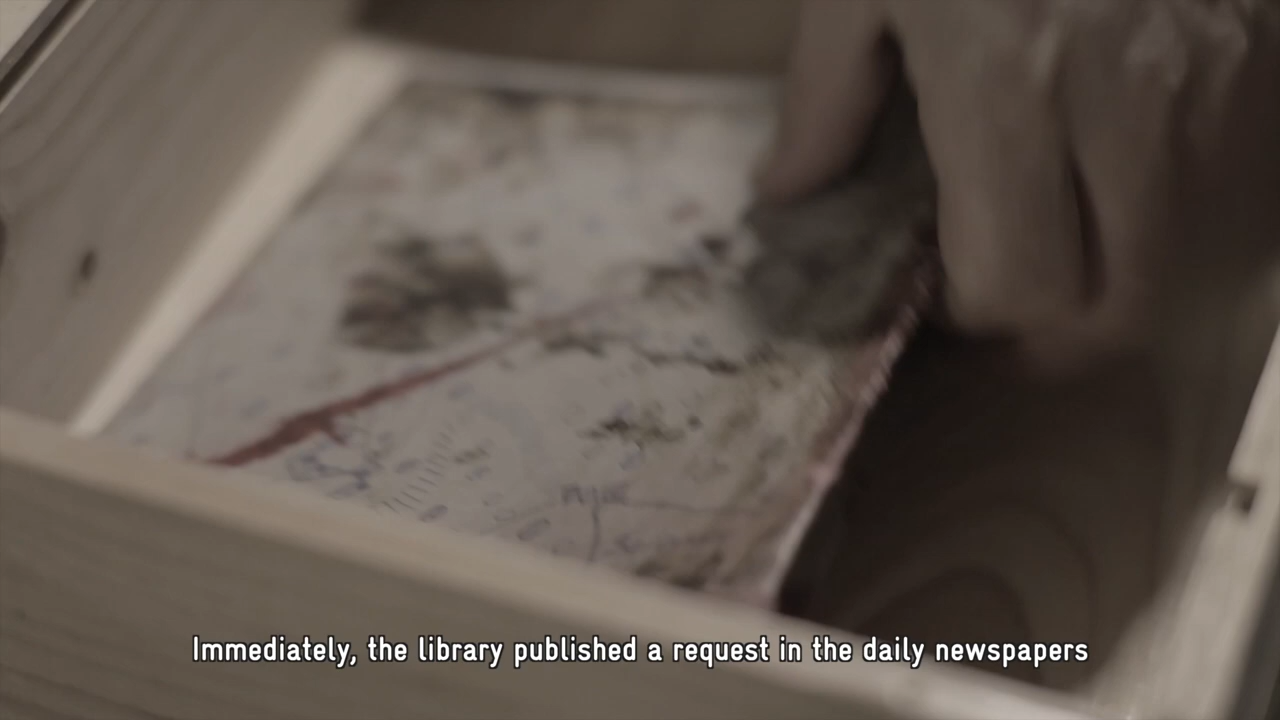 Immediately, the library published a request in the daily newspapers